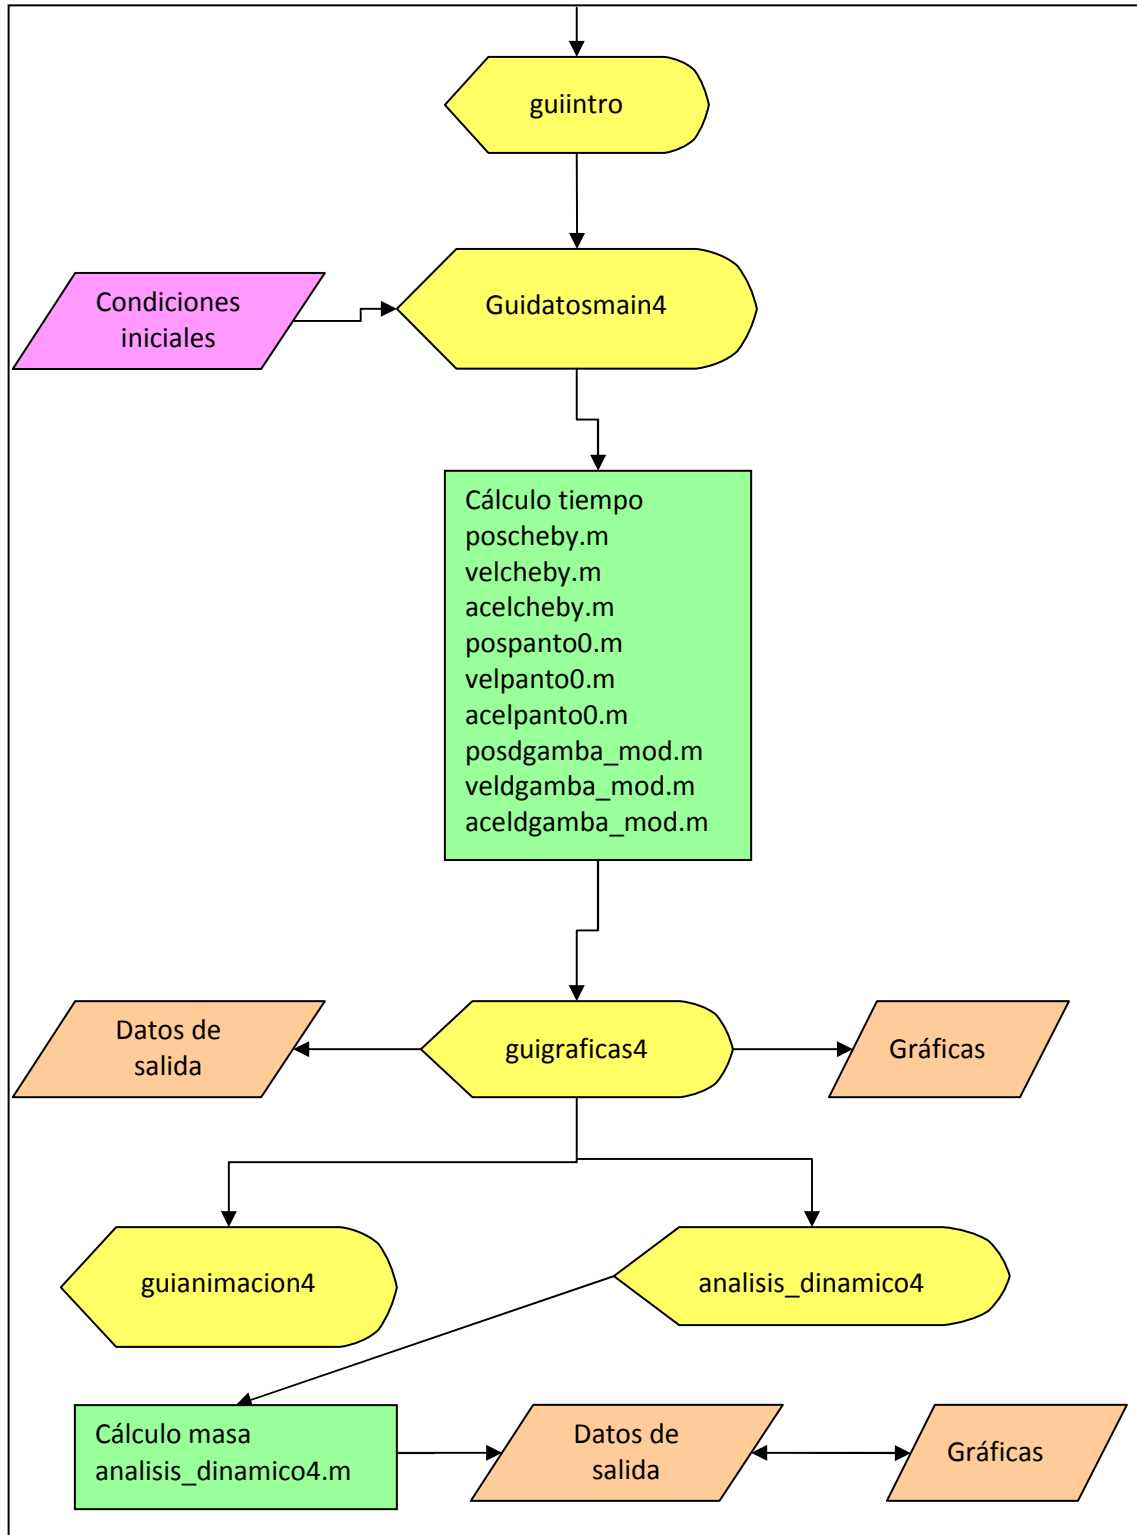 guiintro
Condiciones
iniciales
Guidatosmain4
Cálculo tiempo
poscheby.m
velcheby.m
acelcheby.m
pospanto0.m
velpanto0.m
acelpanto0.m
posdgamba_mod.m
veldgamba_mod.m
aceldgamba_mod.m
Datos de
salida
guigraficas4
Gráficas
guianimacion4
analisis_dinamico4
Cálculo masa
analisis_dinamico4.m
Datos de
salida
Gráficas